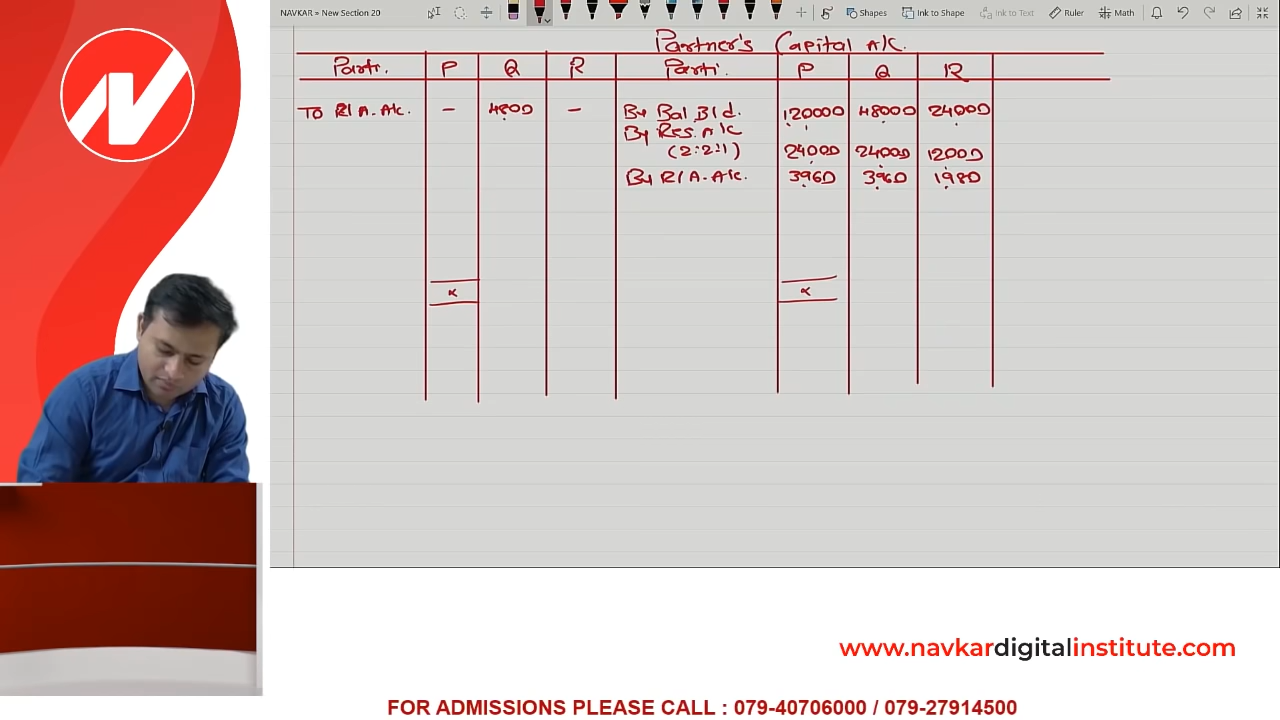 NAVKAR » New Section 20
Shapes Ink to Shape Ink to Text Ruler Math
Partner's Capital A/c.
Parti. P Q R Parti. P Q R
To R/A. A/c. - 4800 - By Bal B/d. 120000 48000 24000
By Res. A/c
(2:2:1) 24000 24000 12000
By R/A. A/c. 3960 3960 1980
www.navkardigitalinstitute.com
FOR ADMISSIONS PLEASE CALL : 079-40706000 / 079-27914500